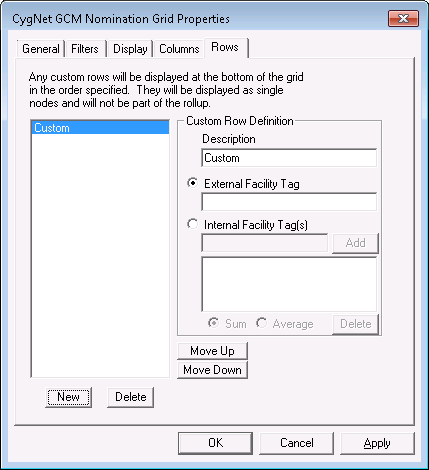 CygNet GCM Nomination Grid Properties
General Filters Display Columns Rows
Any custom rows will be displayed at the bottom of the grid
in the order specified. They will be displayed as single
nodes and will not be part of the rollup.
Custom
Custom Row Definition
Description
Custom
External Facility Tag
Internal Facility Tag(s)
Add
Sum Average Delete
Move Up
Move Down
New Delete
OK Cancel Apply